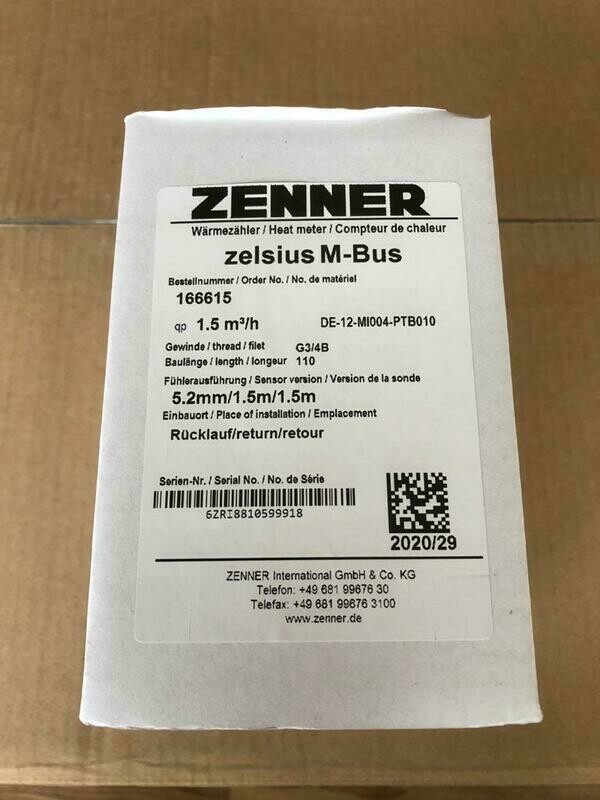 ZENNER
Wärmezähler / Heat meter / Compteur de chaleur
zelsius M-Bus
Bestellnummer / Order No. / No. de matériel
166615
qp 1.5 m³/h DE-12-MI004-PTB010
Gewinde / thread / filet G3/4B
Baulänge / length / longeur 110
Fühlerausführung / Sensor version / Version de la sonde
5.2mm/1.5m/1.5m
Einbauort / Place of installation / Emplacement
Rücklauf/return/retour
Serien-Nr. / Serial No. / No. de Série
6ZRI8810599918
2020/29
ZENNER International GmbH & Co. KG
Telefon: +49 681 99676 30
Telefax: +49 681 99676 3100
www.zenner.de